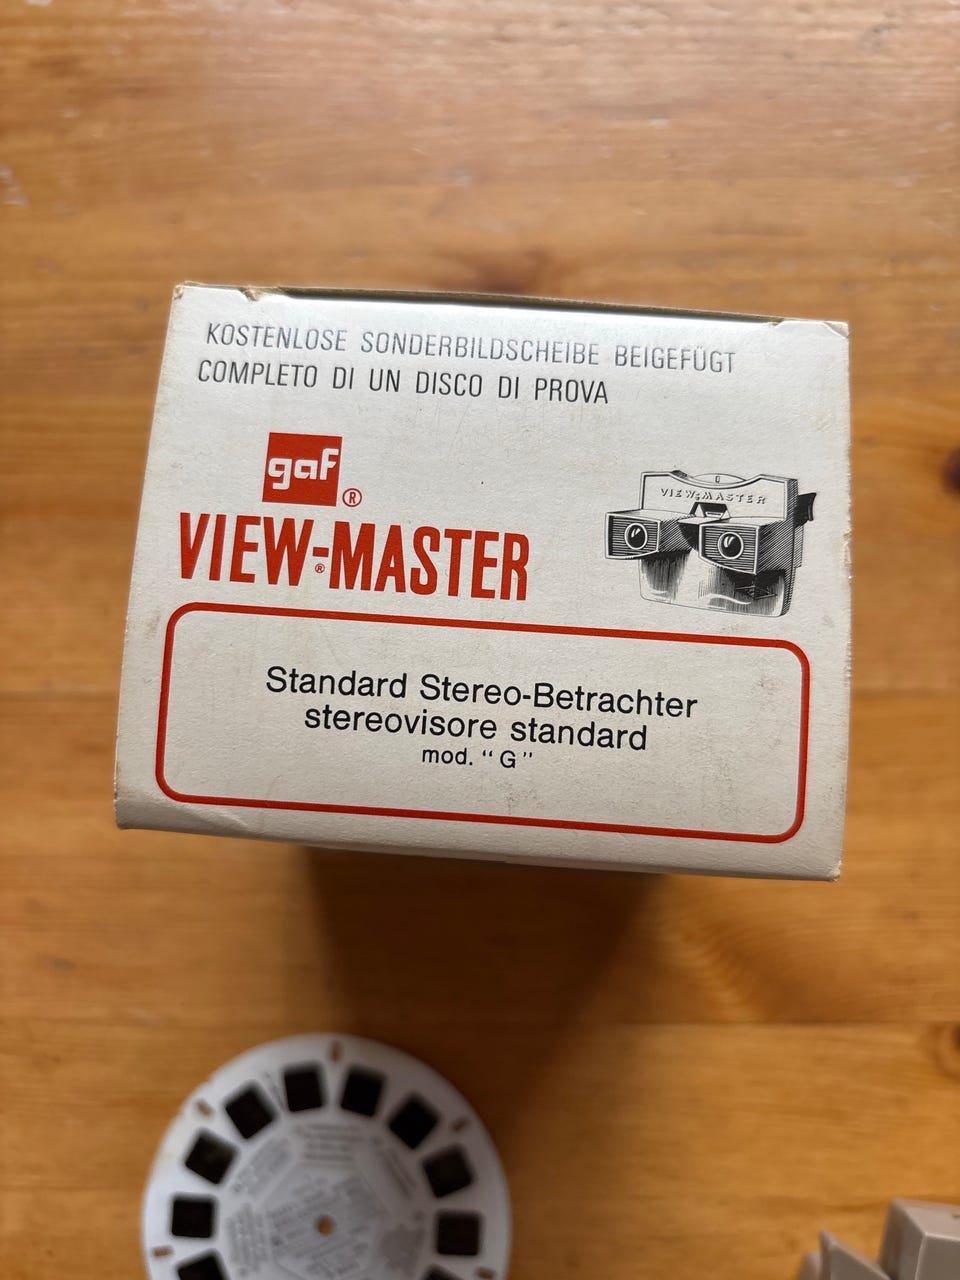 KOSTENLOSE SONDERBILDSCHEIBE BEIGEFÜGT
COMPLETO DI UN DISCO DI PROVA
gaf®
VIEW-MASTER®
VIEW-MASTER
Standard Stereo-Betrachter
stereovisore standard
mod. “G”